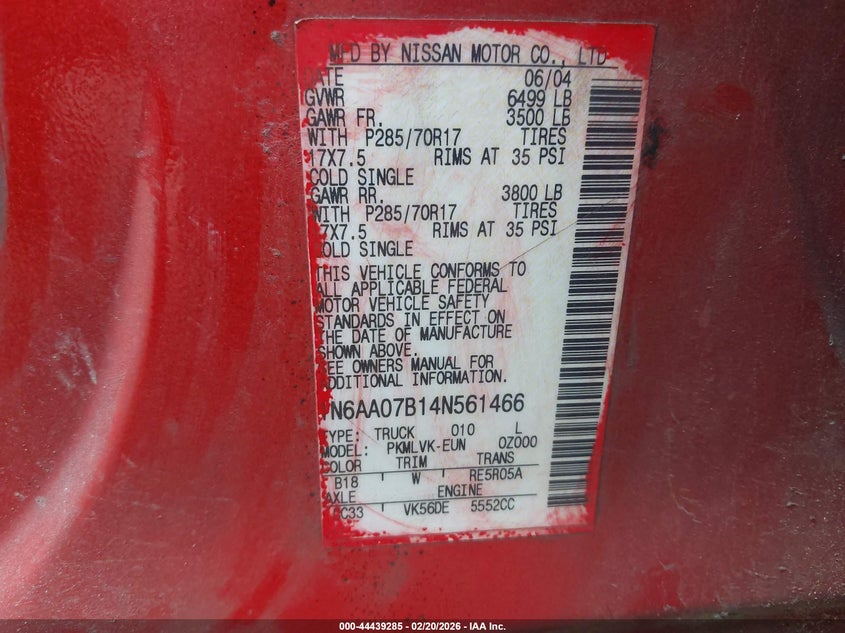 MFD BY NISSAN MOTOR CO., LTD
ATE 06/04
GVWR 6499 LB
GAWR FR. 3500 LB
WITH P285/70R17 TIRES
17X7.5 RIMS AT 35 PSI
COLD SINGLE
GAWR RR. 3800 LB
WITH P285/70R17 TIRES
7X7.5 RIMS AT 35 PSI
OLD SINGLE
THIS VEHICLE CONFORMS TO
ALL APPLICABLE FEDERAL
MOTOR VEHICLE SAFETY
STANDARDS IN EFFECT ON
THE DATE OF MANUFACTURE
SHOWN ABOVE.
SEE OWNERS MANUAL FOR
ADDITIONAL INFORMATION.
N6AA07B14N561466
TYPE: TRUCK 010 L
MODEL: PKMLVK-EUN 0Z000
COLOR TRIM TRANS
B18 W RE5R05A
AXLE ENGINE
CC33 VK56DE 5552CC
000-44439285 - 02/20/2026 - IAA Inc.